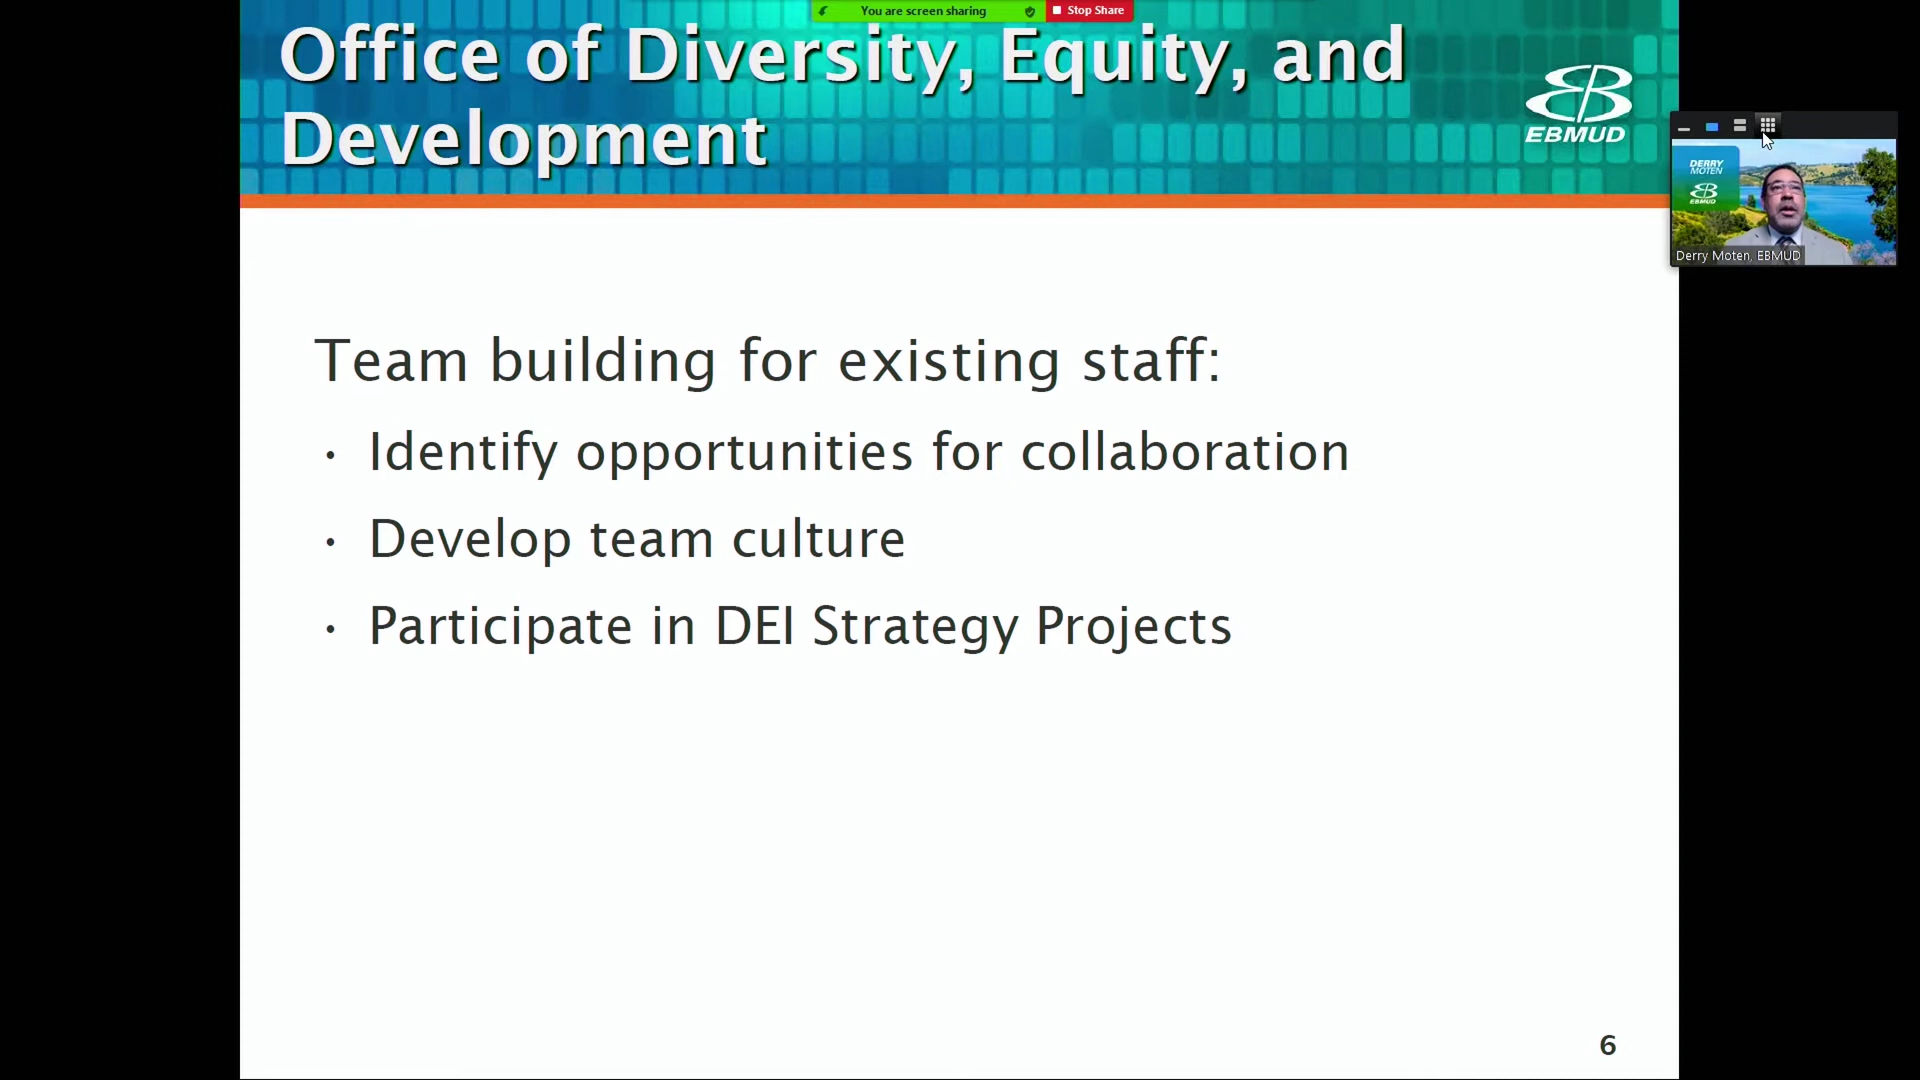 You are screen sharing
Stop Share
Office of Diversity, Equity, and
Development
EBMUD
DERRY
MOTEN
EBMUD
Derry Moten, EBMUD
Team building for existing staff:
• Identify opportunities for collaboration
• Develop team culture
• Participate in DEI Strategy Projects
6